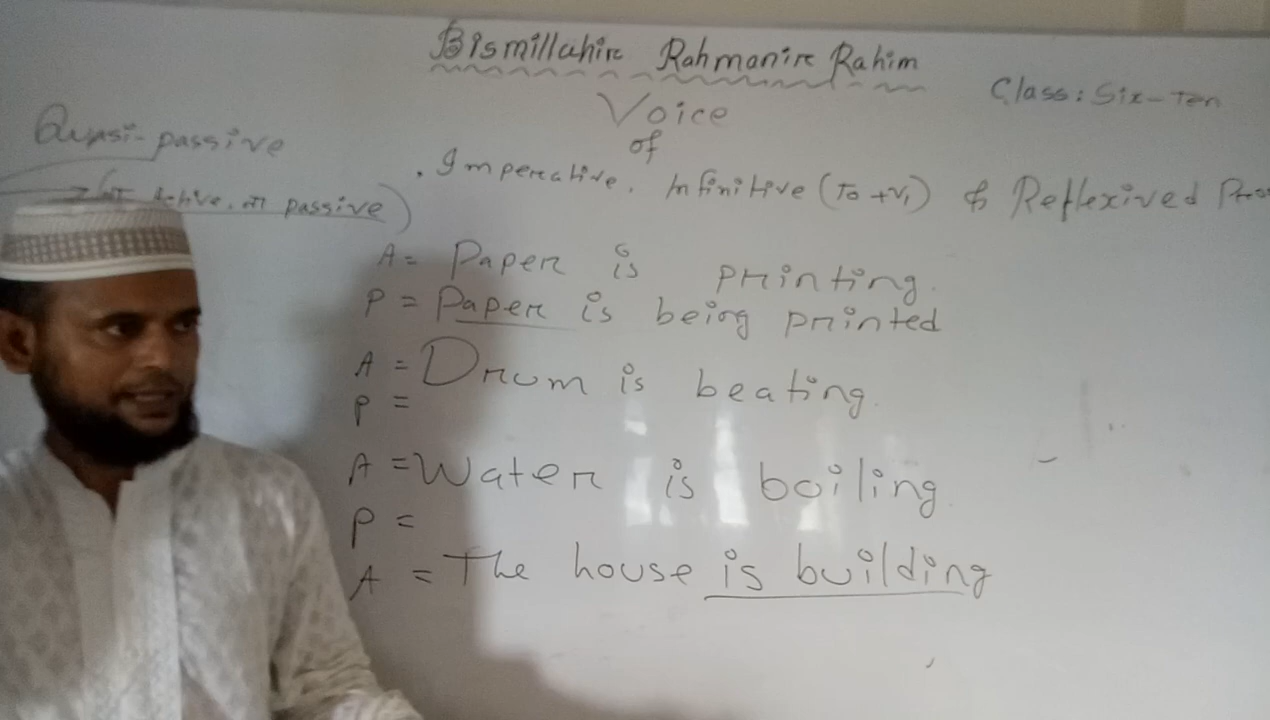 Bismillahir Rahmanir Rahim
Class: Six-Ten
Voice
of
Quasi-passive
. Imperative. Infinitive (To + V1) & Reflexived
Active, passive)
A = Paper is printing.
P = Paper is being printed
A = Drum is beating.
P =
A = Water is boiling
P =
A = The house is building